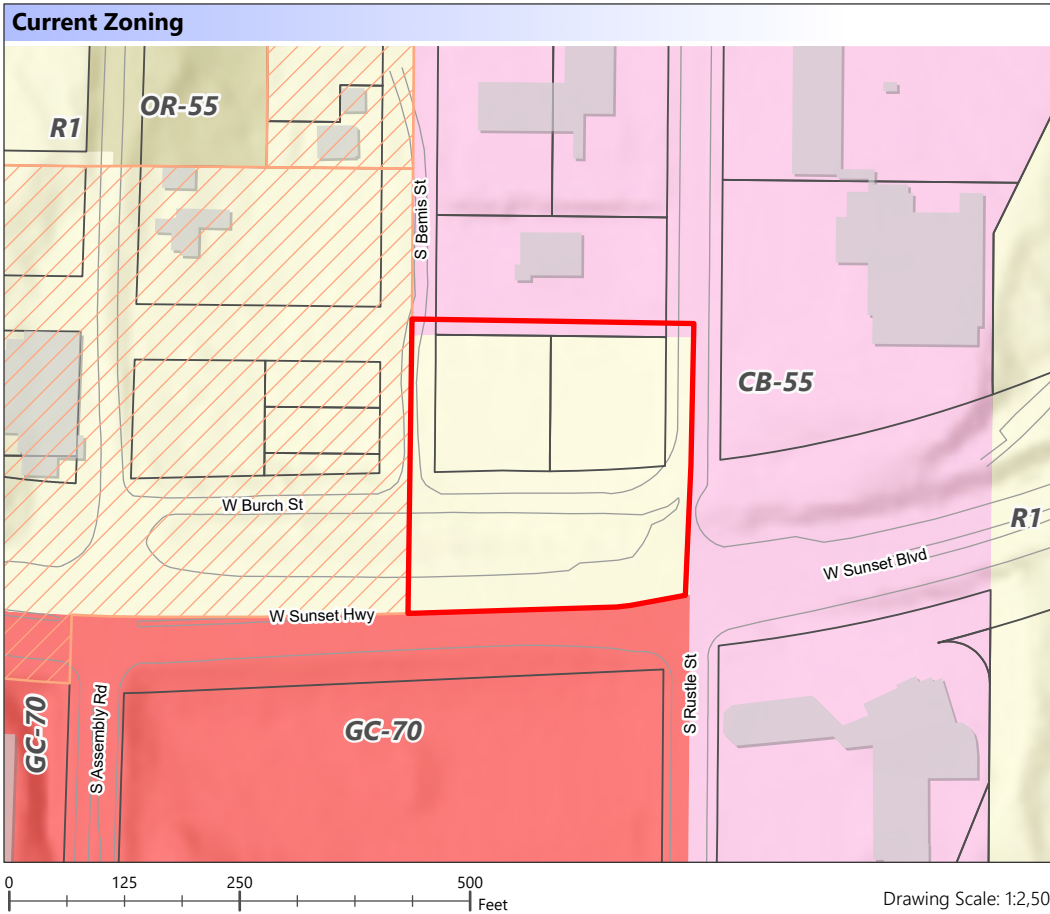 Current Zoning
OR-55
R1
S Bemis St
CB-55
W Burch St
R1
W Sunset Blvd
W Sunset Hwy
S Rustle St
GC-70
S Assembly Rd
GC-70
0 125 250 500
Feet
Drawing Scale: 1:2,50